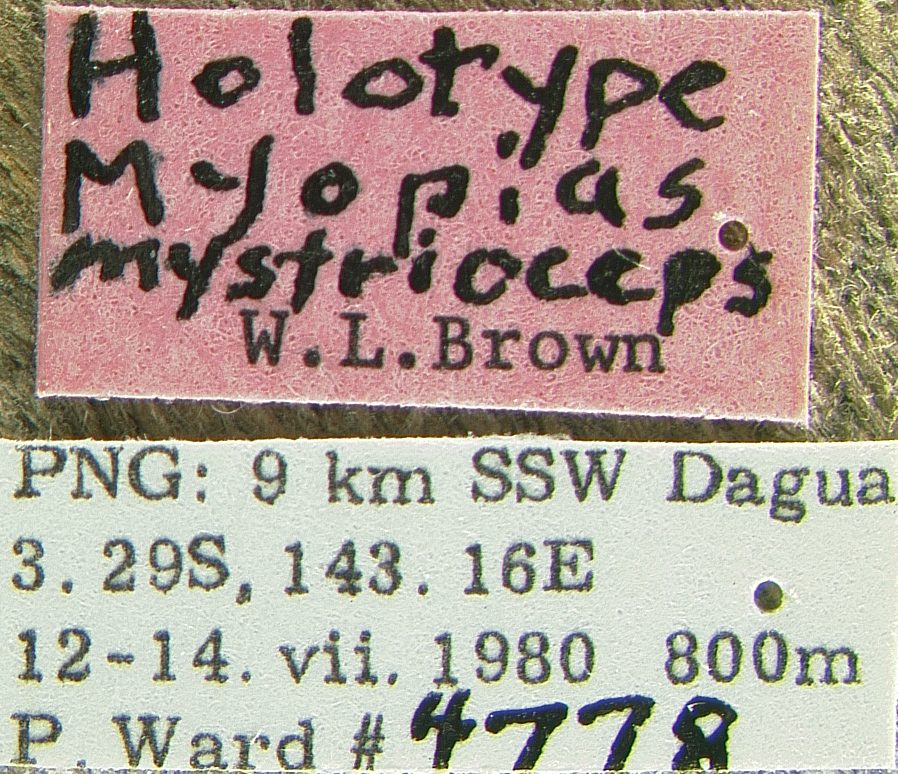 Holotype
Myopias
mystrioceps
W.L.Brown
PNG: 9 km SSW Dagua
3.29S, 143.16E
12-14.vii.1980 800m
P.Ward #4778